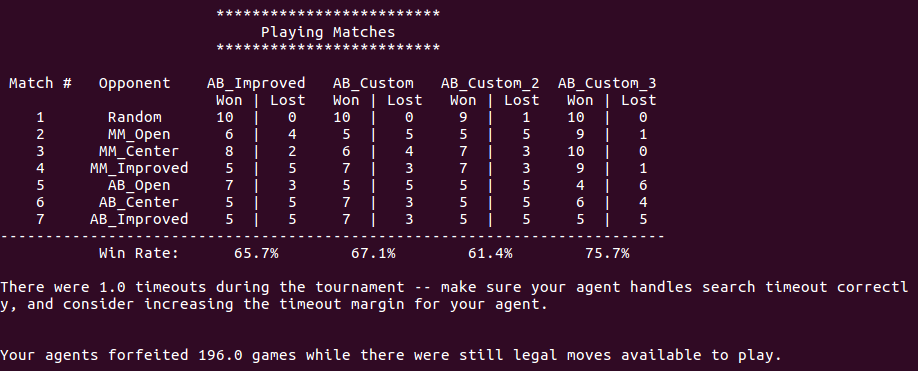 *************************
Playing Matches
*************************
Match # Opponent AB_Improved AB_Custom AB_Custom_2 AB_Custom_3
Won | Lost Won | Lost Won | Lost Won | Lost
1 Random 10 | 0 10 | 0 9 | 1 10 | 0
2 MM_Open 6 | 4 5 | 5 5 | 5 9 | 1
3 MM_Center 8 | 2 6 | 4 7 | 3 10 | 0
4 MM_Improved 5 | 5 7 | 3 7 | 3 9 | 1
5 AB_Open 7 | 3 5 | 5 5 | 5 4 | 6
6 AB_Center 5 | 5 7 | 3 5 | 5 6 | 4
7 AB_Improved 5 | 5 7 | 3 5 | 5 5 | 5
--------------------------------------------------------------------------
Win Rate: 65.7% 67.1% 61.4% 75.7%
There were 1.0 timeouts during the tournament -- make sure your agent handles search timeout correctl
y, and consider increasing the timeout margin for your agent.
Your agents forfeited 196.0 games while there were still legal moves available to play.